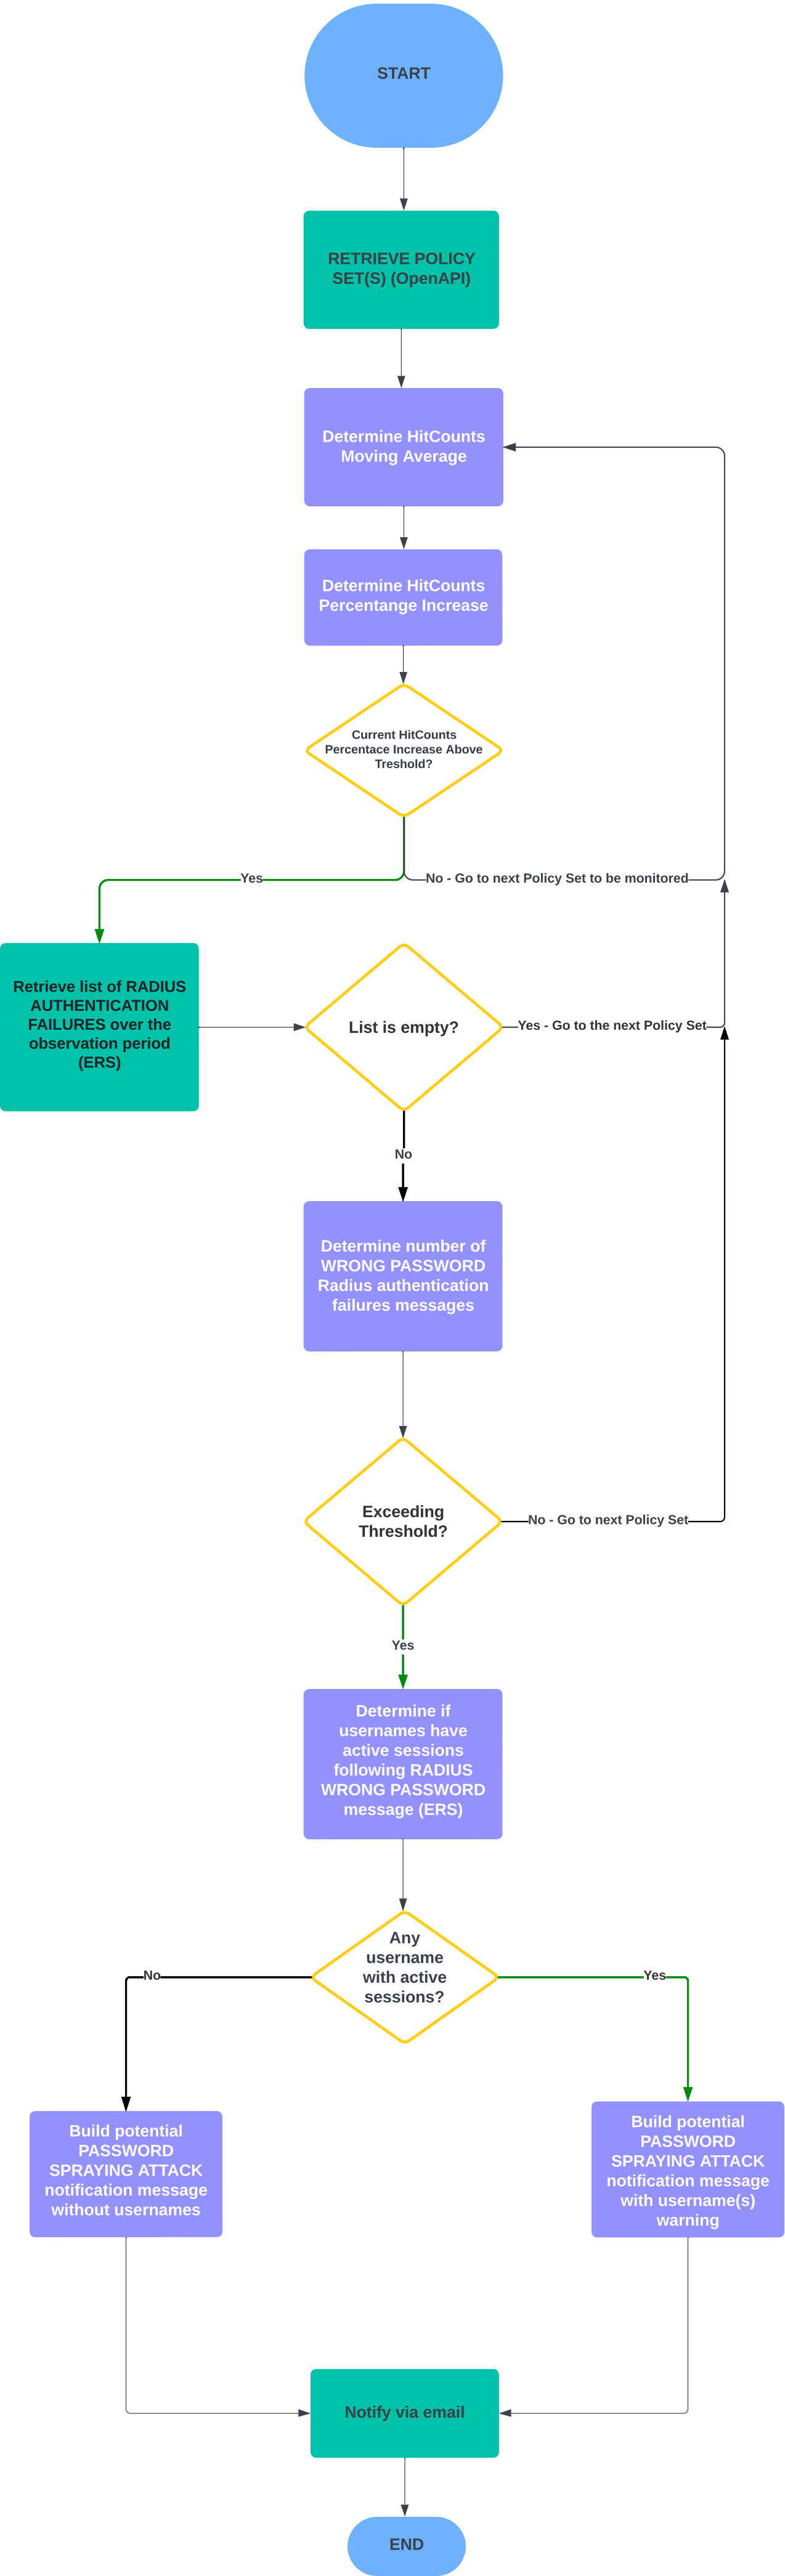 START
RETRIEVE POLICY
SET(S) (OpenAPI)
Determine HitCounts
Moving Average
Determine HitCounts
Percentange Increase
Current HitCounts
Percentace Increase Above
Treshold?
Yes
No - Go to next Policy Set to be monitored
Retrieve list of RADIUS
AUTHENTICATION
FAILURES over the
observation period
(ERS)
List is empty?
Yes - Go to the next Policy Set
No
Determine number of
WRONG PASSWORD
Radius authentication
failures messages
Exceeding
Threshold?
No - Go to next Policy Set
Yes
Determine if
usernames have
active sessions
following RADIUS
WRONG PASSWORD
message (ERS)
Any
username
with active
sessions?
No
Yes
Build potential
PASSWORD
SPRAYING ATTACK
notification message
without usernames
Build potential
PASSWORD
SPRAYING ATTACK
notification message
with username(s)
warning
Notify via email
END